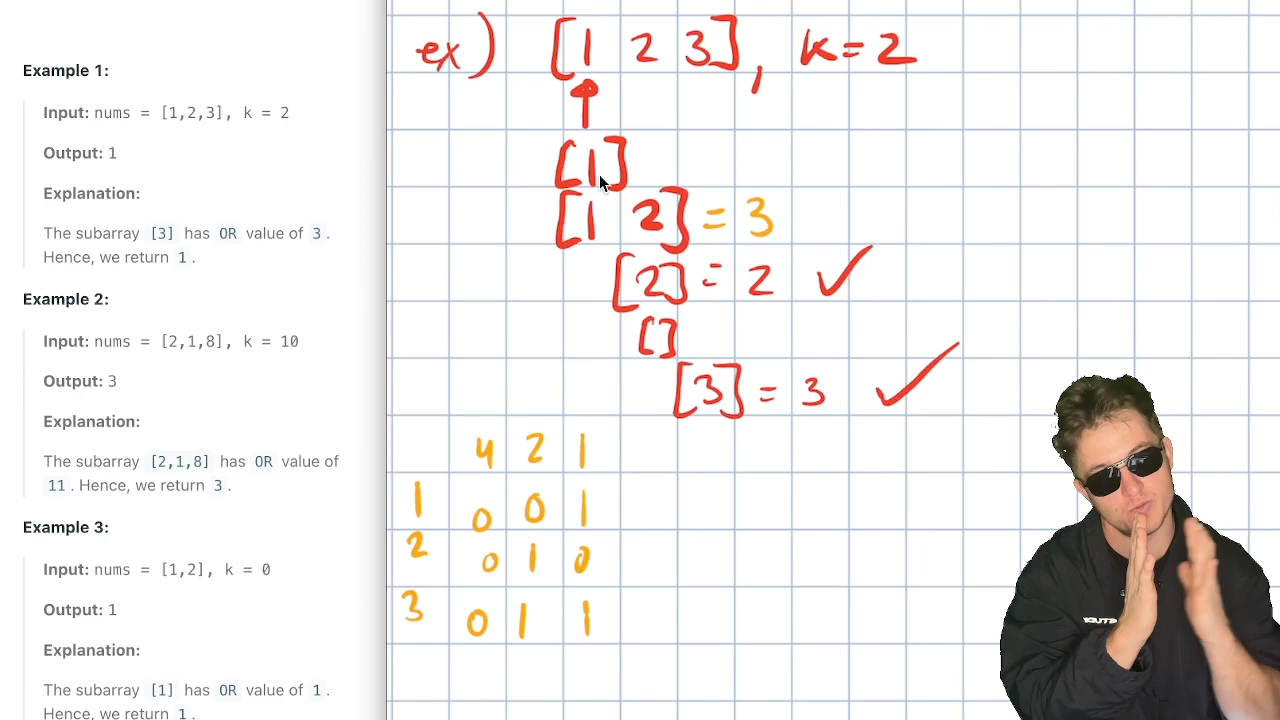 Example 1:
Input: nums = [1,2,3], k = 2
Output: 1
Explanation:
The subarray [3] has OR value of 3.
Hence, we return 1.
Example 2:
Input: nums = [2,1,8], k = 10
Output: 3
Explanation:
The subarray [2,1,8] has OR value of
11. Hence, we return 3.
Example 3:
Input: nums = [1,2], k = 0
Output: 1
Explanation:
The subarray [1] has OR value of 1.
Hence, we return 1.
ex) [1 2 3], k=2
[1]
[1 2] = 3
[2] = 2 ✓
[]
[3] = 3 ✓
4 2 1
1 0 0 1
2 0 1 0
3 0 1 1